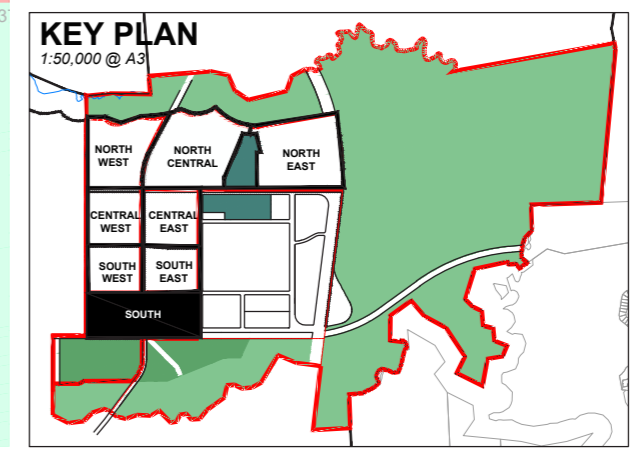 37
KEY PLAN
1:50,000 @ A3
NORTH
WEST
NORTH
CENTRAL
NORTH
EAST
CENTRAL
WEST
CENTRAL
EAST
SOUTH
WEST
SOUTH
EAST
SOUTH